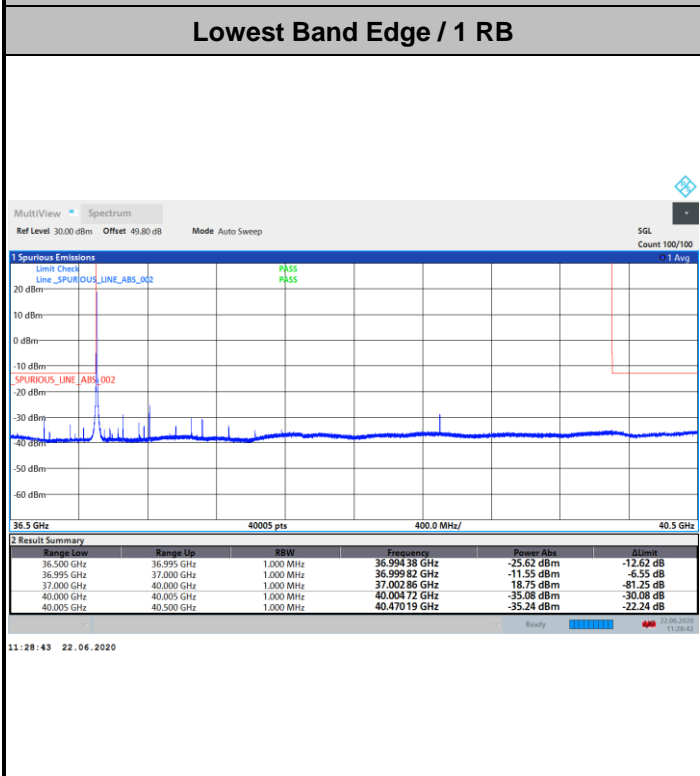 Lowest Band Edge / 1 RB
MultiView Spectrum
Ref Level 30.00 dBm Offset 49.80 dB Mode Auto Sweep SGL
Count 100/100
1 Spurious Emissions 1 Avg
Limit Check PASS
Line _SPURIOUS_LINE_ABS_002 PASS
20 dBm
10 dBm
0 dBm
-10 dBm
_SPURIOUS_LINE_ABS_002
-20 dBm
-30 dBm
-40 dBm
-50 dBm
-60 dBm
36.5 GHz 40005 pts 400.0 MHz/ 40.5 GHz
2 Result Summary
Range Low Range Up RBW Frequency Power Abs ΔLimit
36.500 GHz 36.995 GHz 1.000 MHz 36.994 38 GHz -25.62 dBm -12.62 dB
36.995 GHz 37.000 GHz 1.000 MHz 36.999 82 GHz -11.55 dBm -6.55 dB
37.000 GHz 40.000 GHz 1.000 MHz 37.002 86 GHz 18.75 dBm -81.25 dB
40.000 GHz 40.005 GHz 1.000 MHz 40.004 72 GHz -35.08 dBm -30.08 dB
40.005 GHz 40.500 GHz 1.000 MHz 40.470 19 GHz -35.24 dBm -22.24 dB
Ready 22.06.2020
11:28:42
11:28:43 22.06.2020